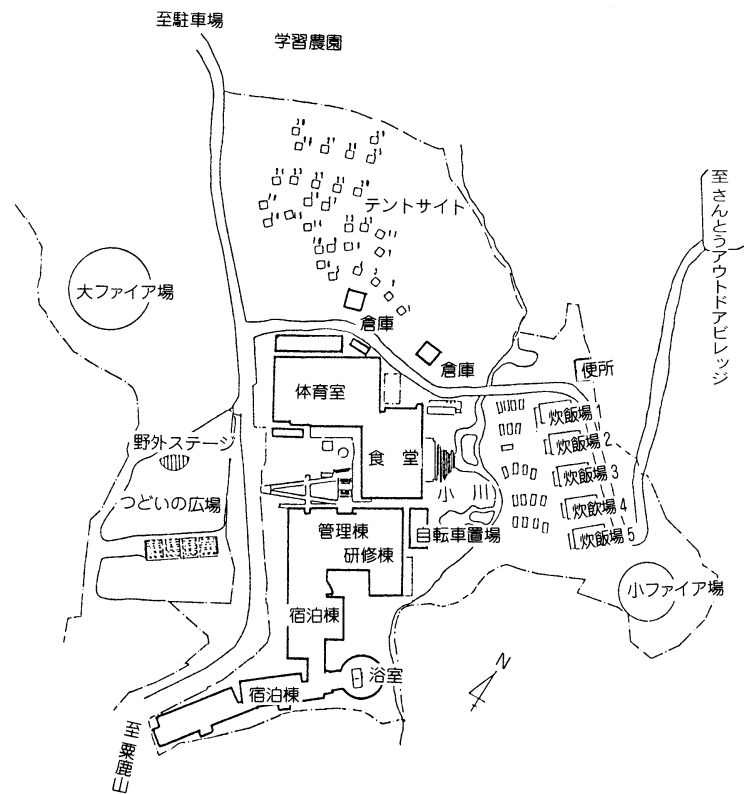 至駐車場
学習農園
テントサイト
至さんとうアウトドアビレッジ
大ファイア場
倉庫
倉庫
便所
体育室
炊飯場1
野外ステージ
食堂
炊飯場2
炊飯場3
つどいの広場
小川
炊飲場4
管理棟
自転車置場
炊飯場5
研修棟
小ファイア場
宿泊棟
浴室
N
宿泊棟
至粟鹿山